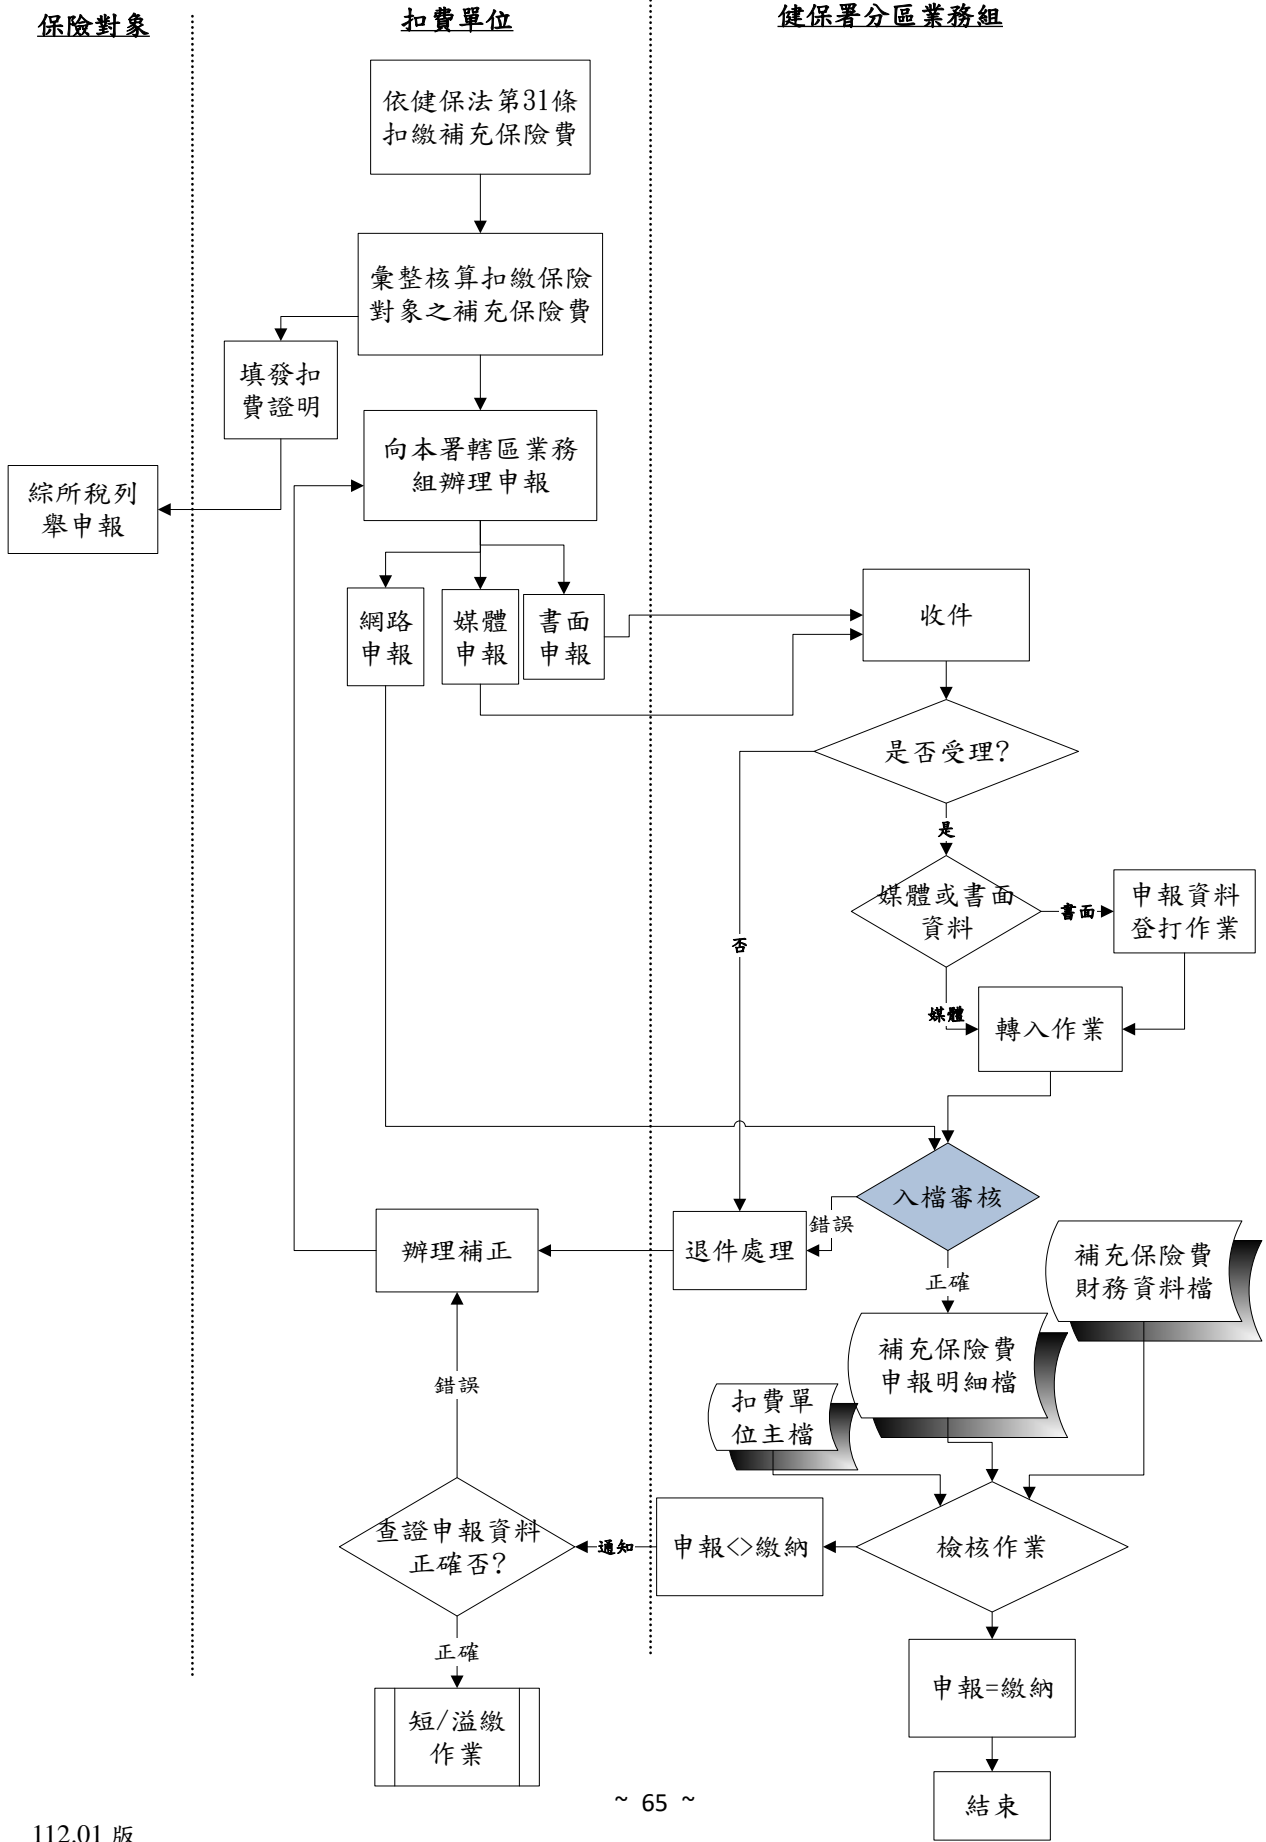 保險對象
扣費單位
健保署分區業務組
依健保法第31條
扣繳補充保險費
彙整核算扣繳保險
對象之補充保險費
填發扣
費證明
向本署轄區業務
組辦理申報
綜所稅列
舉申報
網路
申報
媒體
申報
書面
申報
收件
是否受理?
是
媒體或書面
資料
書面
申報資料
登打作業
否
媒體
轉入作業
入檔審核
錯誤
辦理補正
退件處理
正確
補充保險費
財務資料檔
補充保險費
申報明細檔
扣費單
位主檔
錯誤
查證申報資料
正確否?
通知
申報<>繳納
檢核作業
正確
申報=繳納
短/溢繳
作業
結束
~ 65 ~
112.01 版